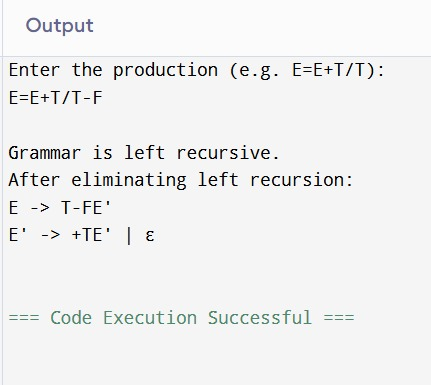 Output
Enter the production (e.g. E=E+T/T):
E=E+T/T-F
Grammar is left recursive.
After eliminating left recursion:
E -> T-FE'
E' -> +TE' | ε
=== Code Execution Successful ===